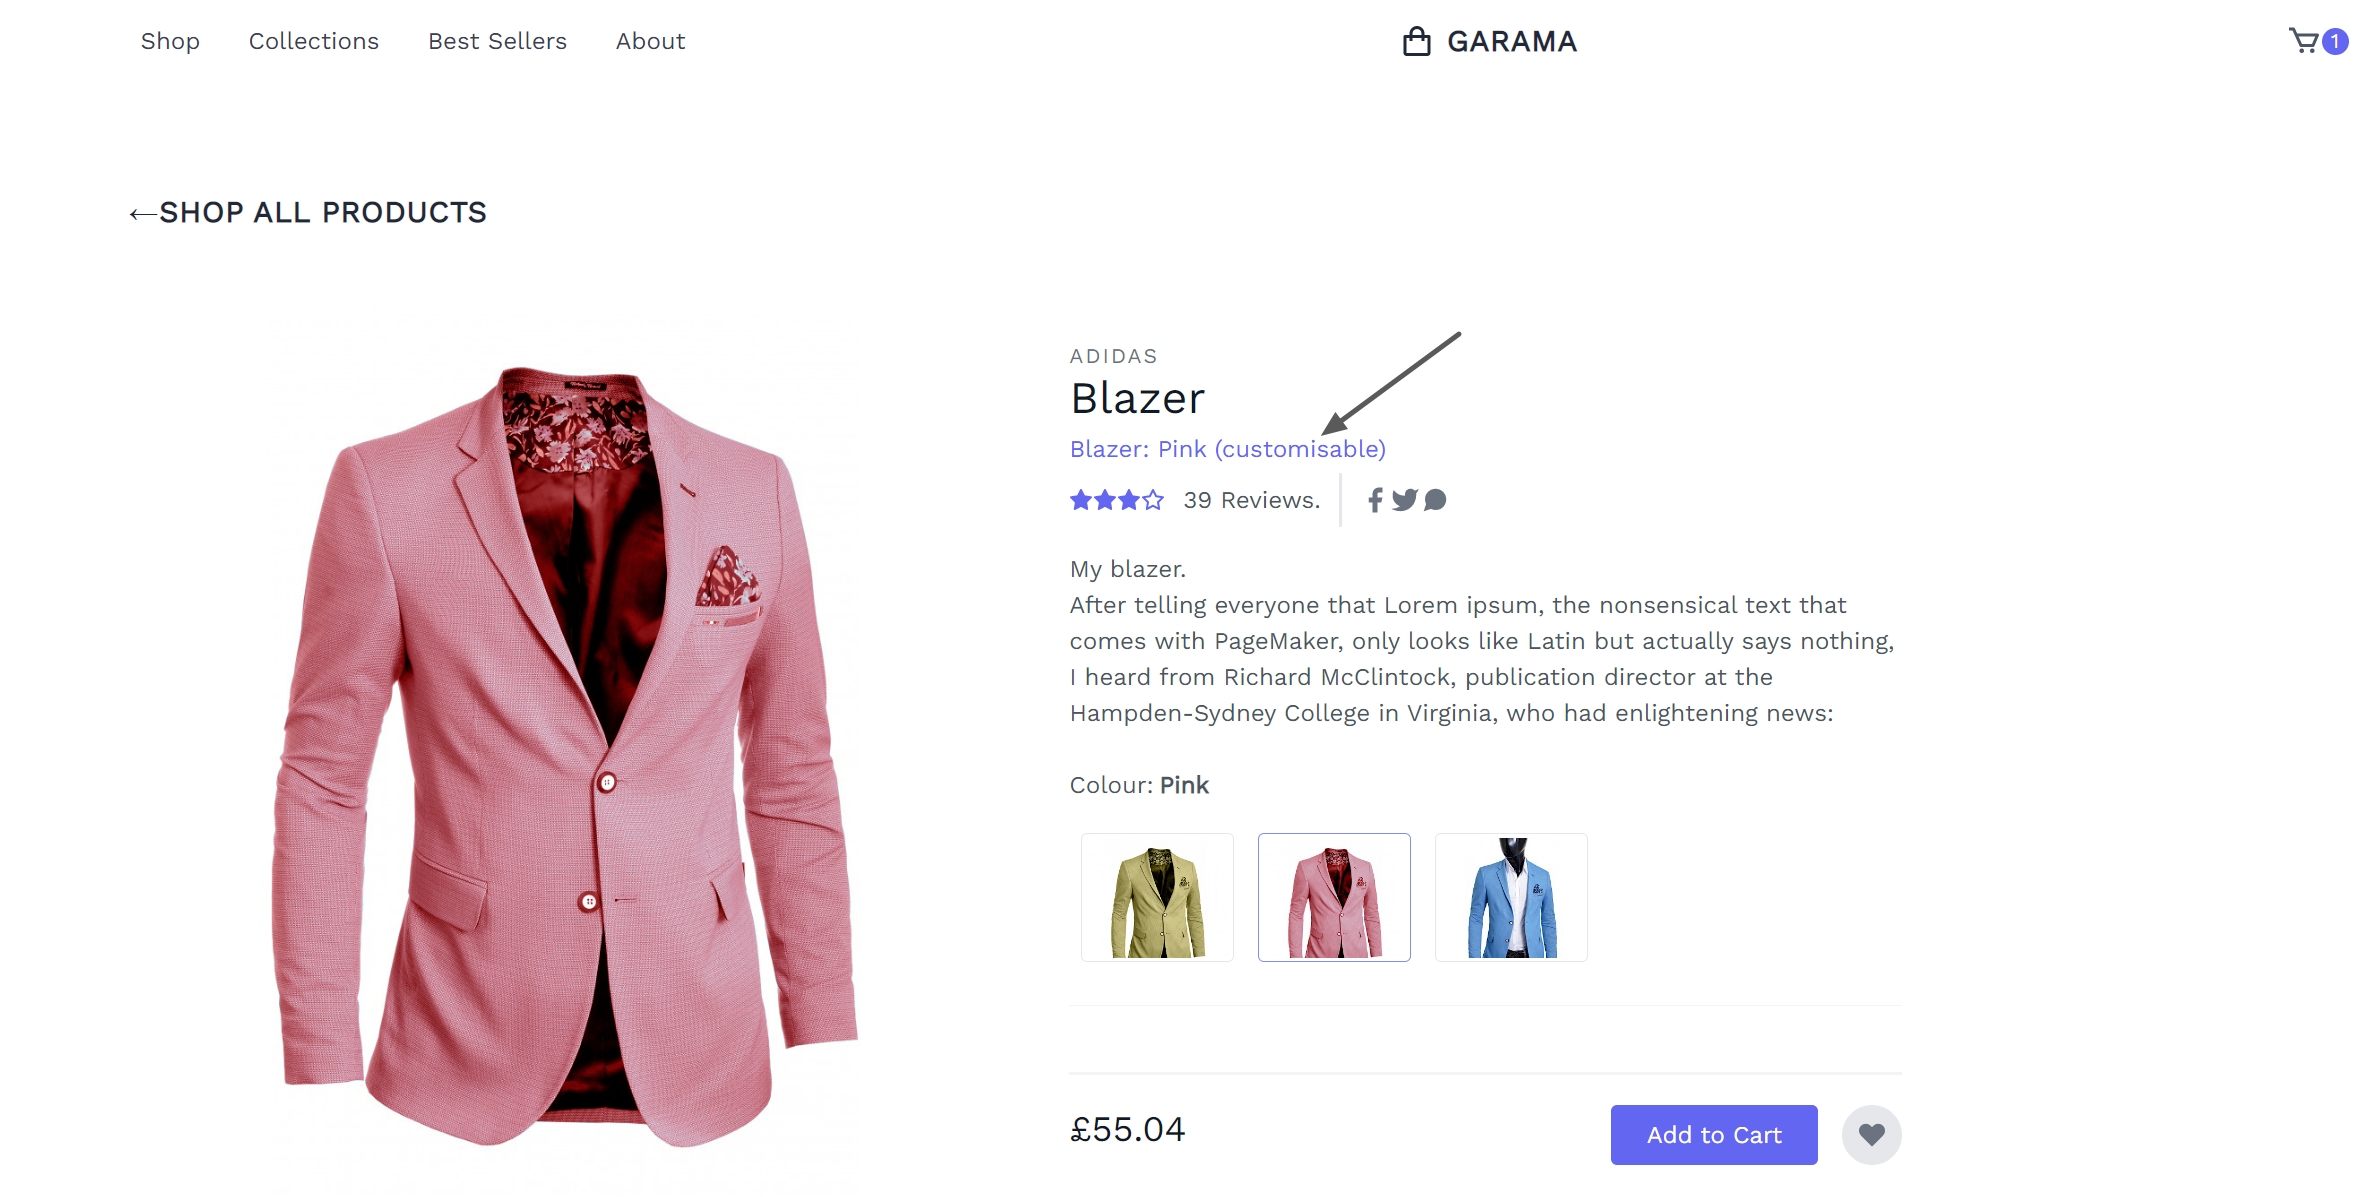 Shop Collections Best Sellers About GARAMA 1
←SHOP ALL PRODUCTS
ADIDAS
Blazer
Blazer: Pink (customisable)
39 Reviews.
My blazer.
After telling everyone that Lorem ipsum, the nonsensical text that
comes with PageMaker, only looks like Latin but actually says nothing,
I heard from Richard McClintock, publication director at the
Hampden-Sydney College in Virginia, who had enlightening news:
Colour: Pink
£55.04 Add to Cart